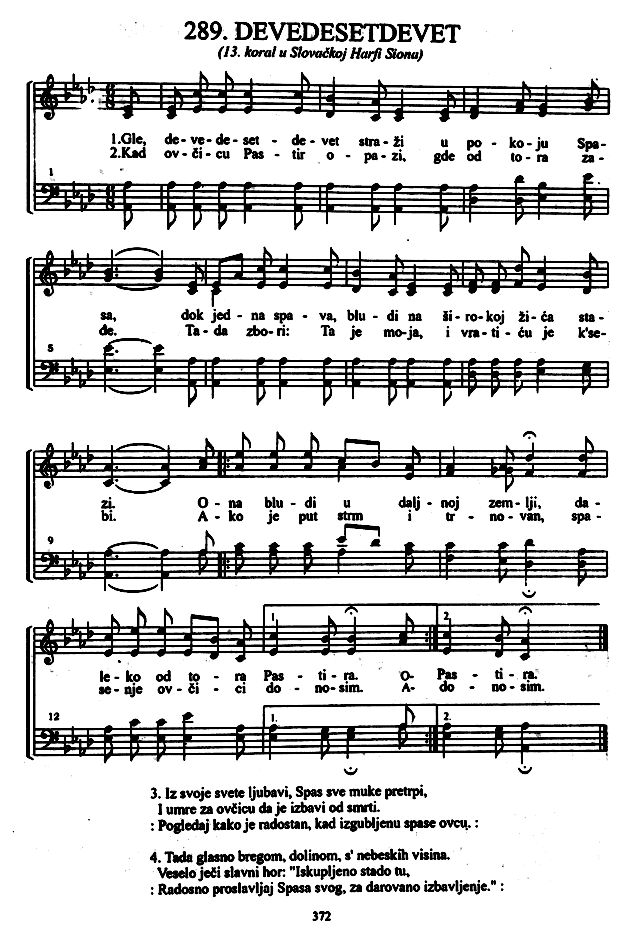 289. DEVEDESETDEVET
(13. koral u Slovačkoj Harfi Siona)
1.Gle, de - ve - de - set - de - vet straži u po - ko - ju Spa-
2.Kad ov - či - cu Pas - tir o - pa - zi, gde od to - ra za-
1
sa, dok jed - na spa - va, blu - di na ši - ro - koj ži - ća sta-
đe. Ta - da zbori: Ta je mo - ja, i vra - ti - ću je k'se-
5
zi. O - na blu - di u dalj - noj zem - lji, da-
bi. A - ko je put strm i tr - no - van, spa-
9
1. 2.
le - ko od to - ra Pas - ti - ra. O- Pas - ti - ra.
se - nje ov - či - ci do - no - sim. A- do - no - sim.
12
1. 2.
3. Iz svoje svete ljubavi, Spas sve muke pretrpi,
I umre za ovčicu da je izbavi od smrti.
: Pogledaj kako je radostan, kad izgubljenu spase ovcu. :
4. Tada glasno bregom, dolinom, s' nebeskih visina.
Veselo ječi slavni hor: "Iskupljeno stado tu,
: Radosno proslavljaj Spasa svog, za darovano izbavljenje." :
372